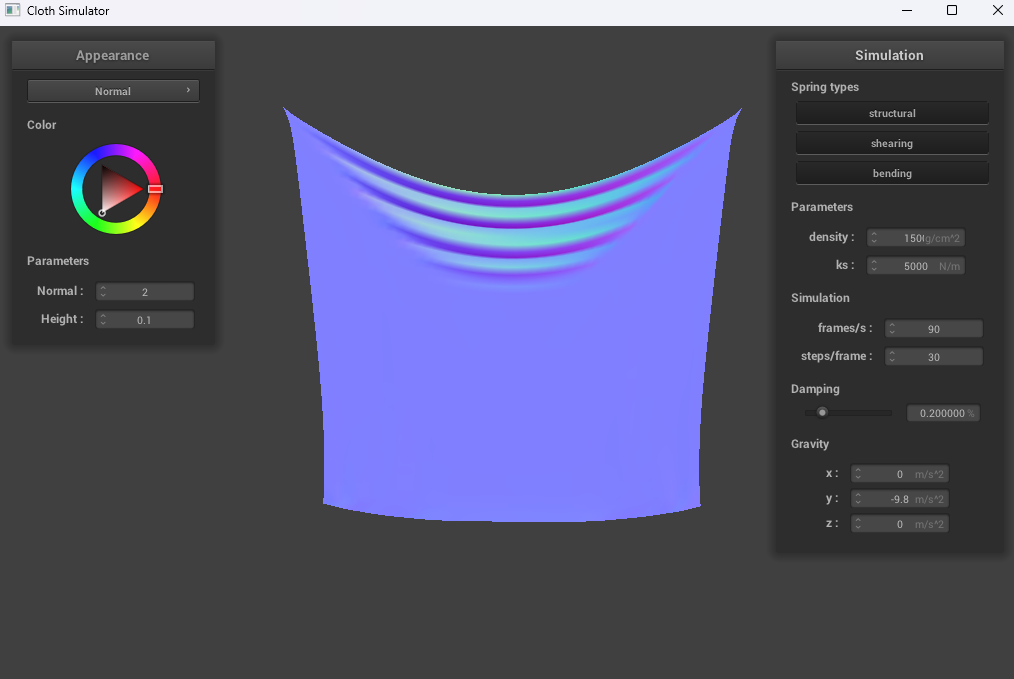 Cloth Simulator
Appearance
Normal
Color
Parameters
Normal : 2
Height : 0.1
Simulation
Spring types
structural
shearing
bending
Parameters
density : 150 g/cm^2
ks : 5000 N/m
Simulation
frames/s : 90
steps/frame : 30
Damping
0.200000 %
Gravity
x : 0 m/s^2
y : -9.8 m/s^2
z : 0 m/s^2